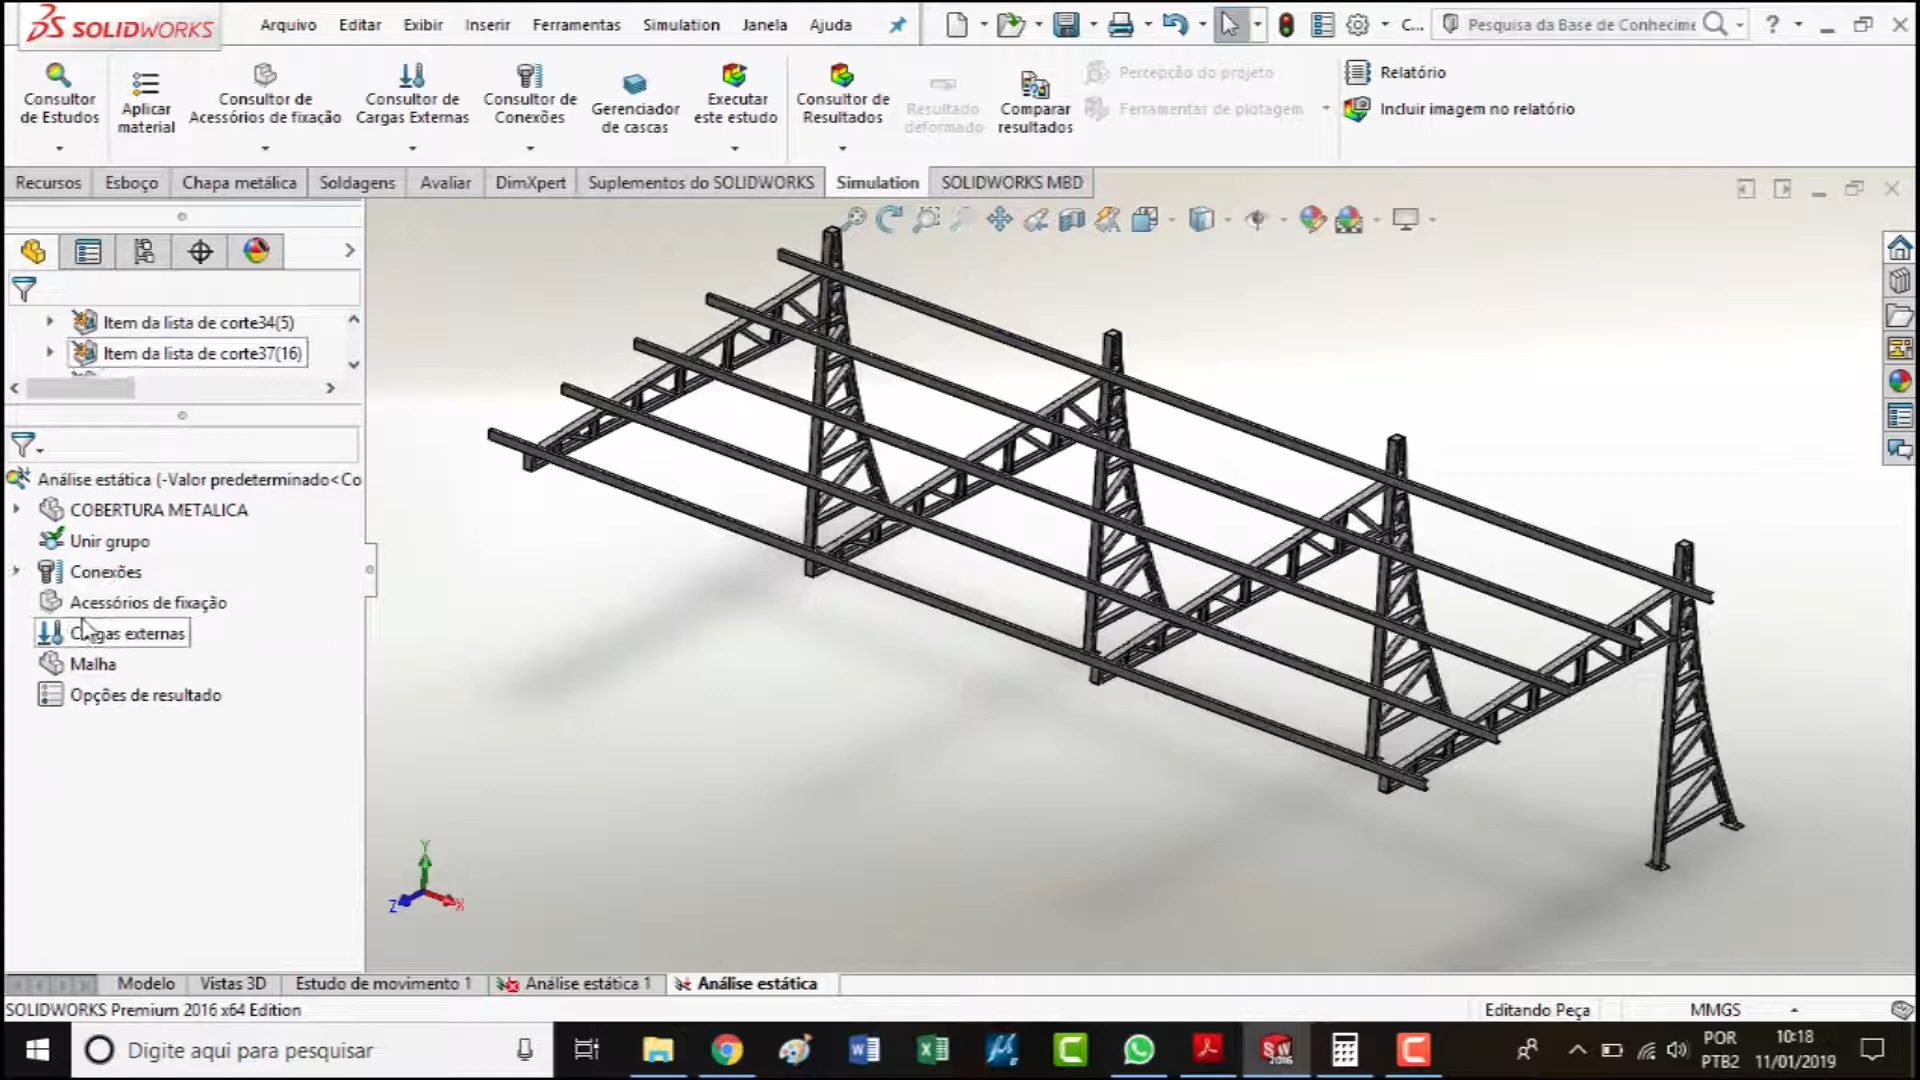 SOLIDWORKS
Arquivo Editar Exibir Inserir Ferramentas Simulation Janela Ajuda
C...
Pesquisa da Base de Conhecime
?
Consultor de Estudos
Aplicar material
Consultor de Acessórios de fixação
Consultor de Cargas Externas
Consultor de Conexões
Gerenciador de cascas
Executar este estudo
Consultor de Resultados
Resultado deformado
Comparar resultados
Percepção do projeto
Ferramentas de plotagem
Relatório
Incluir imagem no relatório
Recursos Esboço Chapa metálica Soldagens Avaliar DimXpert Suplementos do SOLIDWORKS Simulation SOLIDWORKS MBD
Item da lista de corte34(5)
Item da lista de corte37(16)
Análise estática (-Valor predeterminado<Co
COBERTURA METALICA
Unir grupo
Conexões
Acessórios de fixação
Cargas externas
Malha
Opções de resultado
Y
Z
X
Modelo Vistas 3D Estudo de movimento 1 Análise estática 1 Análise estática
SOLIDWORKS Premium 2016 x64 Edition
Editando Peça
MMGS
Digite aqui para pesquisar
SW 2016
POR
PTB2
10:18
11/01/2019